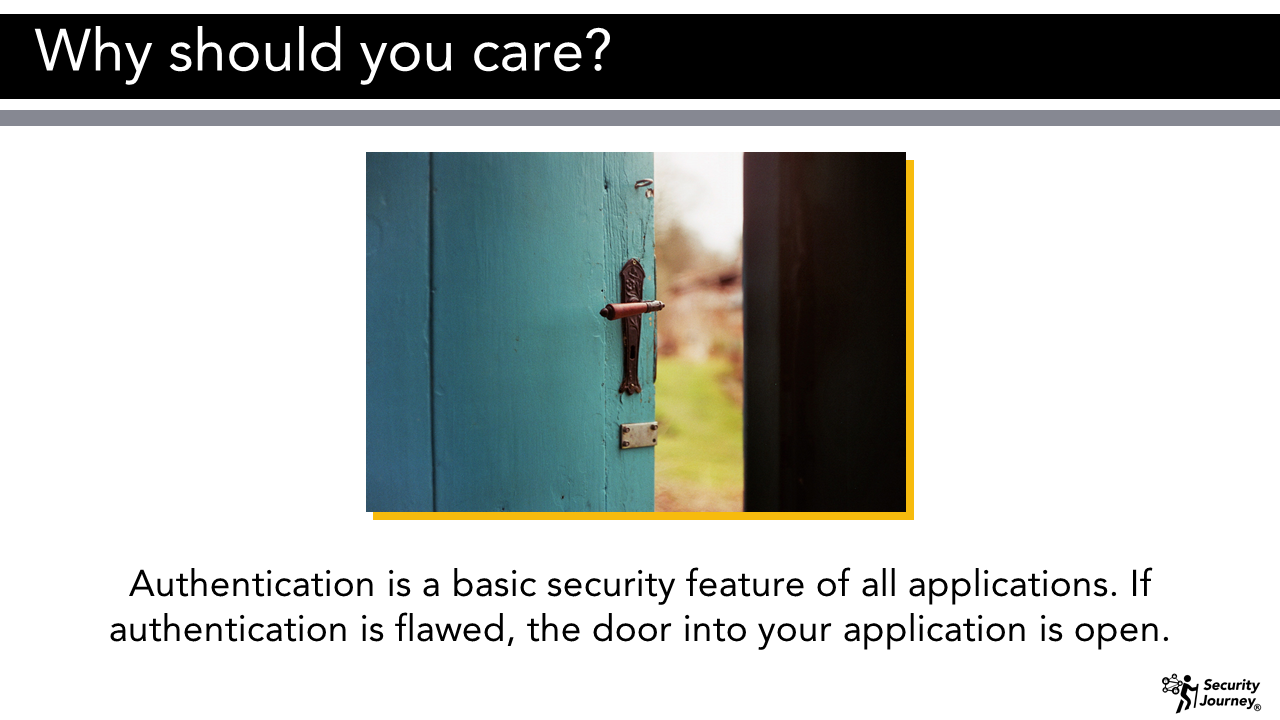 Why should you care?
Authentication is a basic security feature of all applications. If
authentication is flawed, the door into your application is open.
Security
Journey®